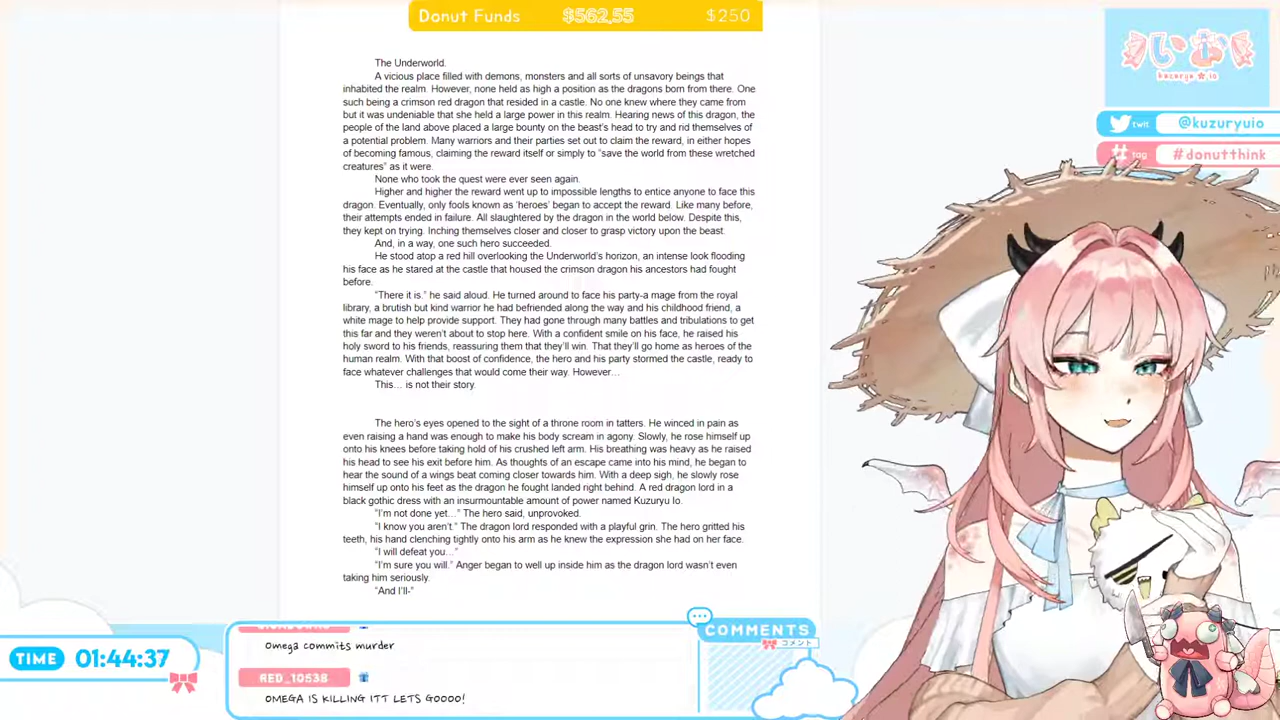 Donut Funds $562.55 $250
The Underworld.
A vicious place filled with demons, monsters and all sorts of unsavory beings that
inhabited the realm. However, none held as high a position as the dragons born from there. One
such being a crimson red dragon that resided in a castle. No one knew where they came from
but it was undeniable that she held a large power in this realm. Hearing news of this dragon, the
people of the land above placed a large bounty on the beast's head to try and rid themselves of
a potential problem. Many warriors and their parties set out to claim the reward, in either hopes
of becoming famous, claiming the reward itself or simply to “save the world from these wretched
creatures” as it were.
None who took the quest were ever seen again.
Higher and higher the reward went up to impossible lengths to entice anyone to face this
dragon. Eventually, only fools known as ‘heroes’ began to accept the reward. Like many before,
their attempts ended in failure. All slaughtered by the dragon in the world below. Despite this,
they kept on trying. Inching themselves closer and closer to grasp victory upon the beast.
And, in a way, one such hero succeeded.
He stood atop a red hill overlooking the Underworld's horizon, an intense look flooding
his face as he stared at the castle that housed the crimson dragon his ancestors had fought
before.
“There it is.” he said aloud. He turned around to face his party-a mage from the royal
library, a brutish but kind warrior he had befriended along the way and his childhood friend, a
white mage to help provide support. They had gone through many battles and tribulations to get
this far and they weren't about to stop here. With a confident smile on his face, he raised his
holy sword to his friends, reassuring them that they'll win. That they'll go home as heroes of the
human realm. With that boost of confidence, the hero and his party stormed the castle, ready to
face whatever challenges that would come their way. However…
This… is not their story.
The hero's eyes opened to the sight of a throne room in tatters. He winced in pain as
even raising a hand was enough to make his body scream in agony. Slowly, he rose himself up
onto his knees before taking hold of his crushed left arm. His breathing was heavy as he raised
his head to see his exit before him. As thoughts of an escape came into his mind, he began to
hear the sound of a wings beat coming closer towards him. With a deep sigh, he slowly rose
himself up onto his feet as the dragon he fought landed right behind. A red dragon lord in a
black gothic dress with an insurmountable amount of power named Kuzuryu Io.
“I'm not done yet…” The hero said, unprovoked.
“I know you aren't.” The dragon lord responded with a playful grin. The hero gritted his
teeth, his hand clenching tightly onto his arm as he knew the expression she had on her face.
“I will defeat you…”
“I'm sure you will.” Anger began to well up inside him as the dragon lord wasn't even
taking him seriously.
“And I'll-”
kuzuryu io
twit @kuzuryuio
# tag #donutthink
TIME 01:44:37
Omega commits murder
RED_1053B
OMEGA IS KILLING ITT LETS GOOOO!
COMMENTS
コメント